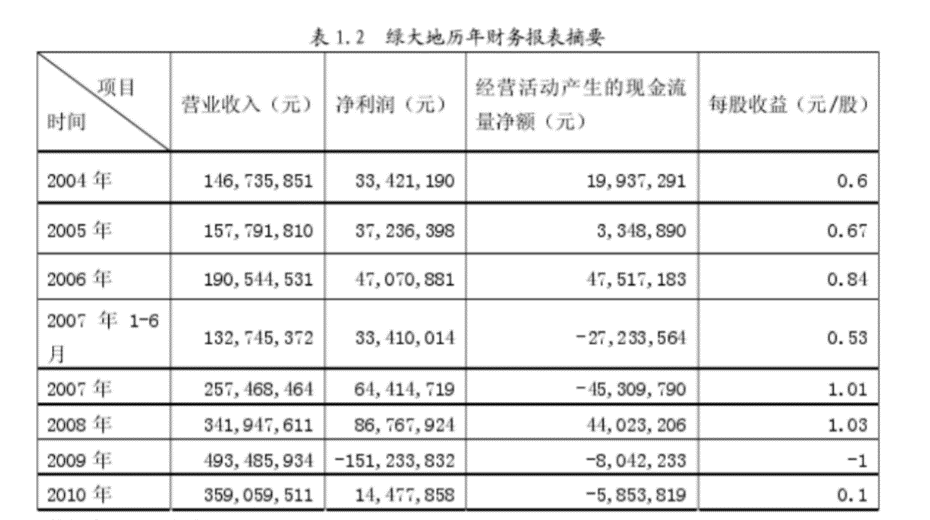 表 1.2 绿大地历年财务报表摘要
项目
时间
营业收入（元）
净利润（元）
经营活动产生的现金流
量净额（元）
每股收益（元/股）
2004 年 146,735,851 33,421,190 19,937,291 0.6
2005 年 157,791,810 37,236,398 3,348,890 0.67
2006 年 190,544,531 47,070,881 47,517,183 0.84
2007 年 1-6
月 132,745,372 33,410,014 -27,233,564 0.53
2007 年 257,468,464 64,414,719 -45,309,790 1.01
2008 年 341,947,611 86,767,924 44,023,206 1.03
2009 年 493,485,934 -151,233,832 -8,042,233 -1
2010 年 359,059,511 14,477,858 -5,853,819 0.1